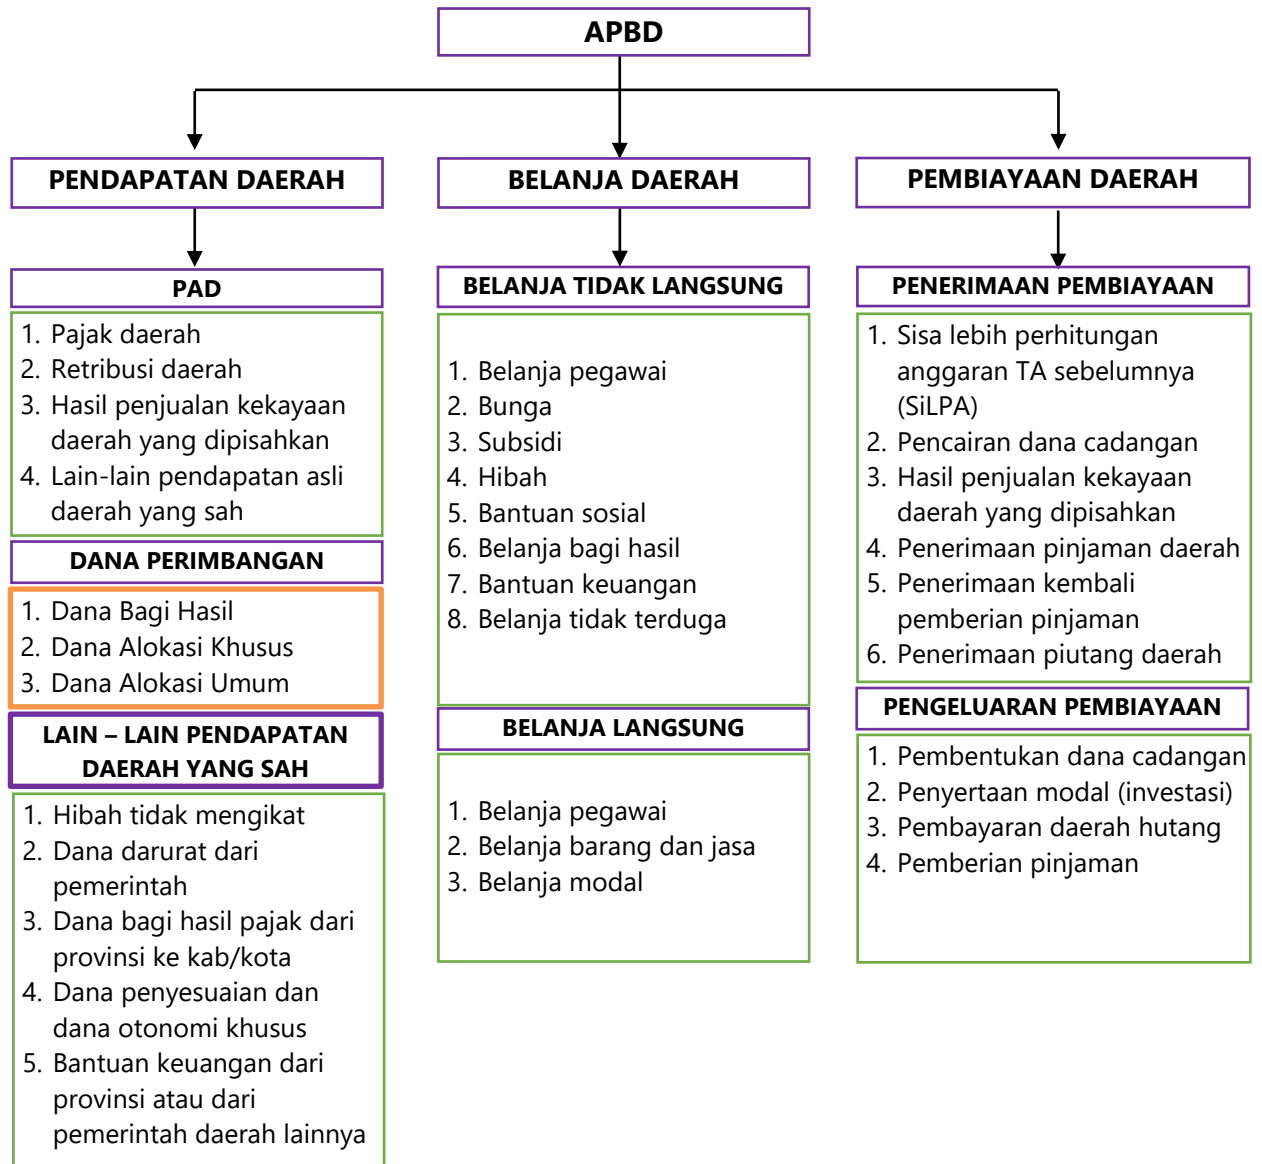 APBD
PENDAPATAN DAERAH
PAD
1. Pajak daerah
2. Retribusi daerah
3. Hasil penjualan kekayaan
daerah yang dipisahkan
4. Lain-lain pendapatan asli
daerah yang sah
DANA PERIMBANGAN
1. Dana Bagi Hasil
2. Dana Alokasi Khusus
3. Dana Alokasi Umum
LAIN – LAIN PENDAPATAN
DAERAH YANG SAH
1. Hibah tidak mengikat
2. Dana darurat dari
pemerintah
3. Dana bagi hasil pajak dari
provinsi ke kab/kota
4. Dana penyesuaian dan
dana otonomi khusus
5. Bantuan keuangan dari
provinsi atau dari
pemerintah daerah lainnya
BELANJA DAERAH
BELANJA TIDAK LANGSUNG
1. Belanja pegawai
2. Bunga
3. Subsidi
4. Hibah
5. Bantuan sosial
6. Belanja bagi hasil
7. Bantuan keuangan
8. Belanja tidak terduga
BELANJA LANGSUNG
1. Belanja pegawai
2. Belanja barang dan jasa
3. Belanja modal
PEMBIAYAAN DAERAH
PENERIMAAN PEMBIAYAAN
1. Sisa lebih perhitungan
anggaran TA sebelumnya
(SiLPA)
2. Pencairan dana cadangan
3. Hasil penjualan kekayaan
daerah yang dipisahkan
4. Penerimaan pinjaman daerah
5. Penerimaan kembali
pemberian pinjaman
6. Penerimaan piutang daerah
PENGELUARAN PEMBIAYAAN
1. Pembentukan dana cadangan
2. Penyertaan modal (investasi)
3. Pembayaran daerah hutang
4. Pemberian pinjaman